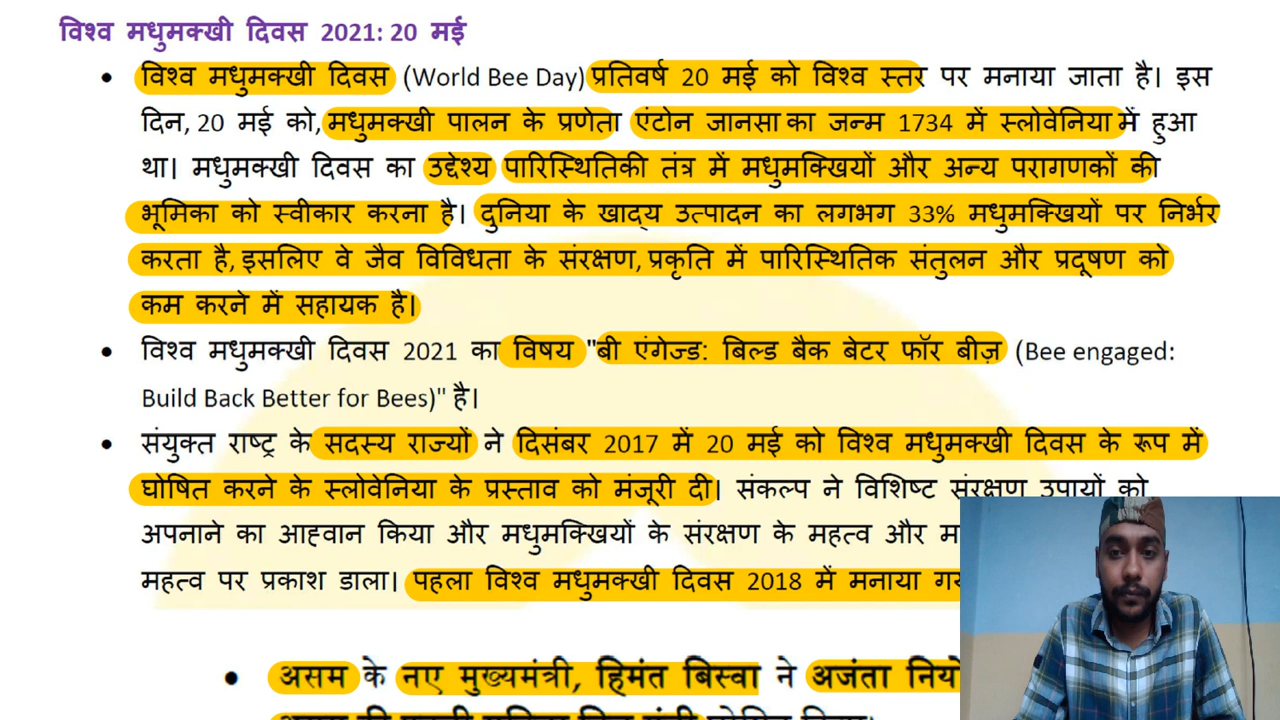 विश्व मधुमक्खी दिवस 2021: 20 मई
• विश्व मधुमक्खी दिवस (World Bee Day) प्रतिवर्ष 20 मई को विश्व स्तर पर मनाया जाता है। इस
दिन, 20 मई को, मधुमक्खी पालन के प्रणेता एंटोन जानसा का जन्म 1734 में स्लोवेनिया में हुआ
था। मधुमक्खी दिवस का उद्देश्य पारिस्थितिकी तंत्र में मधुमक्खियों और अन्य परागणकों की
भूमिका को स्वीकार करना है। दुनिया के खाद्य उत्पादन का लगभग 33% मधुमक्खियों पर निर्भर
करता है, इसलिए वे जैव विविधता के संरक्षण, प्रकृति में पारिस्थितिक संतुलन और प्रदूषण को
कम करने में सहायक है।
• विश्व मधुमक्खी दिवस 2021 का विषय "बी एंगेज्ड: बिल्ड बैक बेटर फॉर बीज़ (Bee engaged:
Build Back Better for Bees)" है।
• संयुक्त राष्ट्र के सदस्य राज्यों ने दिसंबर 2017 में 20 मई को विश्व मधुमक्खी दिवस के रूप में
घोषित करने के स्लोवेनिया के प्रस्ताव को मंजूरी दी। संकल्प ने विशिष्ट संरक्षण उपायों को
अपनाने का आह्वान किया और मधुमक्खियों के संरक्षण के महत्व और
महत्व पर प्रकाश डाला। पहला विश्व मधुमक्खी दिवस 2018 में मनाया
• असम के नए मुख्यमंत्री, हिमंत बिस्वा ने अजंता